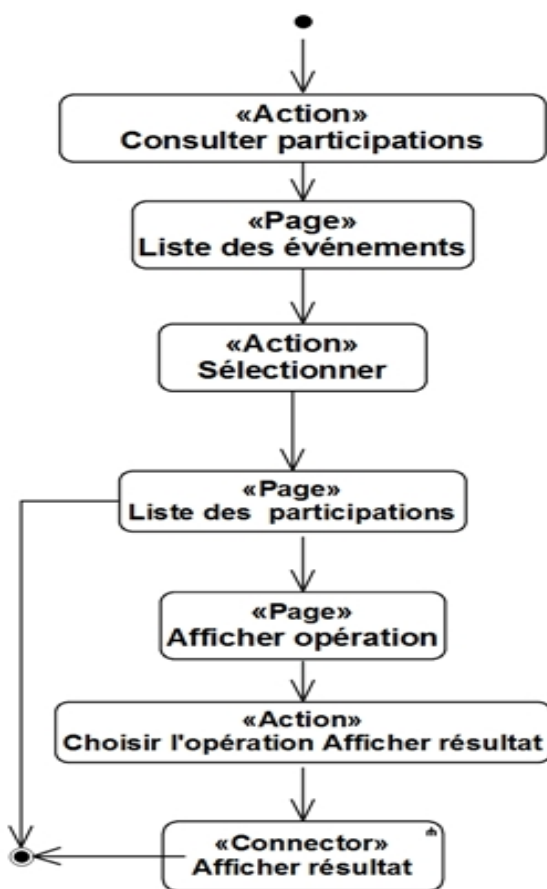 «Action»
Consulter participations
«Page»
Liste des événements
«Action»
Sélectionner
«Page»
Liste des participations
«Page»
Afficher opération
«Action»
Choisir l'opération Afficher résultat
«Connector»
Afficher résultat